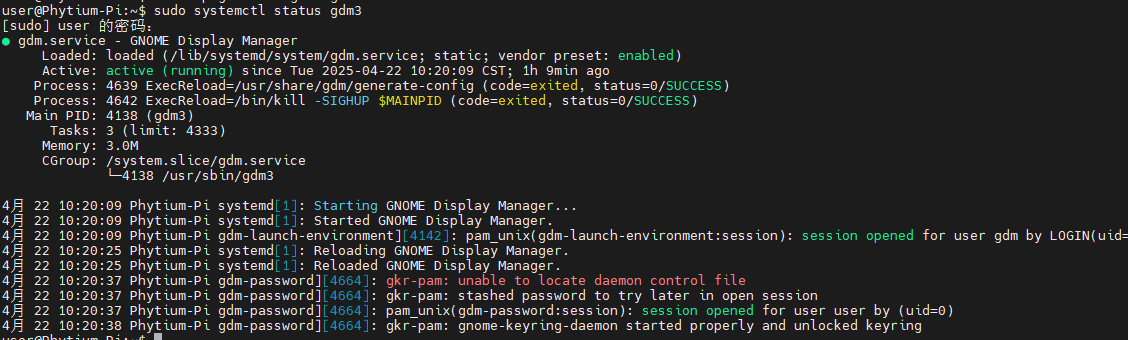 user@Phytium-Pi:~$ sudo systemctl status gdm3
[sudo] user 的密码：
● gdm.service - GNOME Display Manager
     Loaded: loaded (/lib/systemd/system/gdm.service; static; vendor preset: enabled)
     Active: active (running) since Tue 2025-04-22 10:20:09 CST; 1h 9min ago
    Process: 4639 ExecReload=/usr/share/gdm/generate-config (code=exited, status=0/SUCCESS)
    Process: 4642 ExecReload=/bin/kill -SIGHUP $MAINPID (code=exited, status=0/SUCCESS)
   Main PID: 4138 (gdm3)
      Tasks: 3 (limit: 4333)
     Memory: 3.0M
     CGroup: /system.slice/gdm.service
             └─4138 /usr/sbin/gdm3
4月 22 10:20:09 Phytium-Pi systemd[1]: Starting GNOME Display Manager...
4月 22 10:20:09 Phytium-Pi systemd[1]: Started GNOME Display Manager.
4月 22 10:20:09 Phytium-Pi gdm-launch-environment][4142]: pam_unix(gdm-launch-environment:session): session opened for user gdm by LOGIN(uid=
4月 22 10:20:25 Phytium-Pi systemd[1]: Reloading GNOME Display Manager.
4月 22 10:20:25 Phytium-Pi systemd[1]: Reloaded GNOME Display Manager.
4月 22 10:20:37 Phytium-Pi gdm-password][4664]: gkr-pam: unable to locate daemon control file
4月 22 10:20:37 Phytium-Pi gdm-password][4664]: gkr-pam: stashed password to try later in open session
4月 22 10:20:37 Phytium-Pi gdm-password][4664]: pam_unix(gdm-password:session): session opened for user user by (uid=0)
4月 22 10:20:38 Phytium-Pi gdm-password][4664]: gkr-pam: gnome-keyring-daemon started properly and unlocked keyring
user@Phytium-Pi:~$